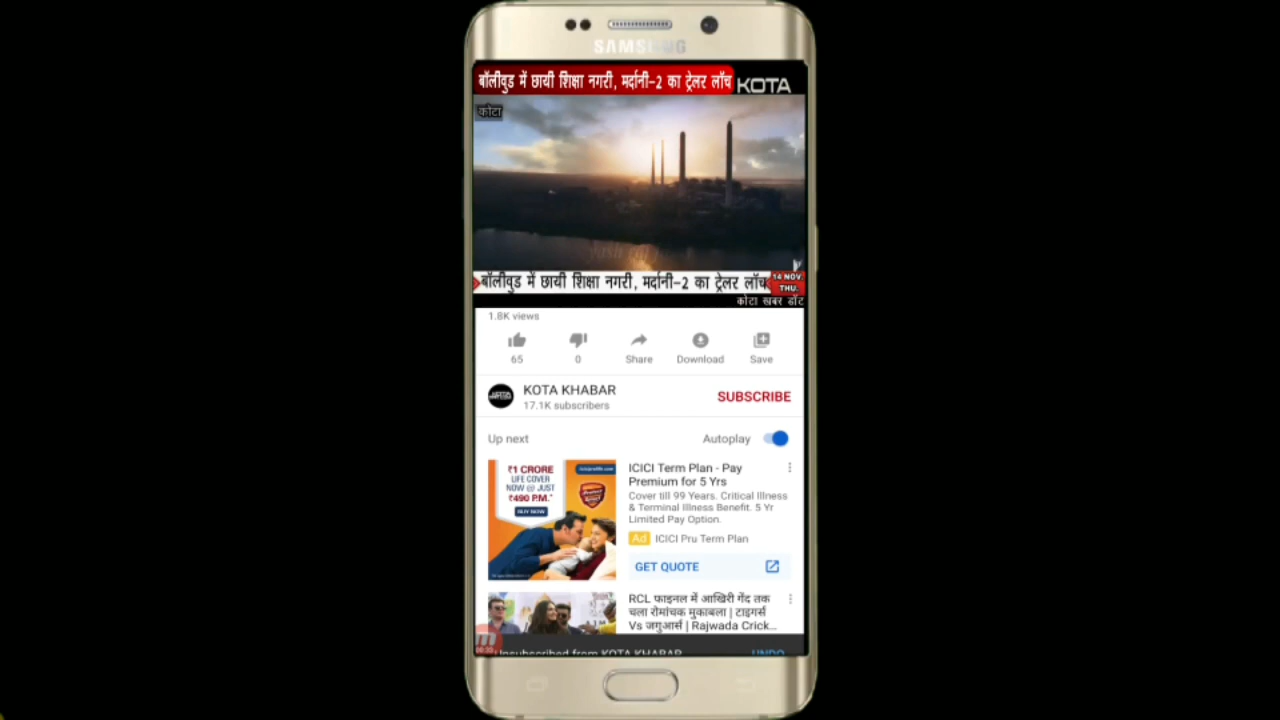 SAMSUNG
बॉलीवुड में छायी शिक्षा नगरी, मर्दानी-2 का ट्रेलर लॉच
KOTA
कोटा
बॉलीवुड में छायी शिक्षा नगरी, मर्दानी-2 का ट्रेलर लॉच
14 NOV.
THU.
कोटा खबर डॉट
1.8K views
65
0
Share
Download
Save
KOTA KHABAR
17.1K subscribers
SUBSCRIBE
Up next
Autoplay
₹1 CRORE
LIFE COVER
NOW @ JUST
₹490 P.M.*
BUY NOW
ICICI Term Plan - Pay
Premium for 5 Yrs
Cover till 99 Years. Critical Illness
& Terminal Illness Benefit. 5 Yr
Limited Pay Option.
Ad ICICI Pru Term Plan
GET QUOTE
RCL फाइनल में आखिरी गेंद तक
चला रोमांचक मुकाबला | टाइगर्स
Vs जगुआर्स | Rajwada Crick...
Unsubscribed from KOTA KHABAR
UNDO